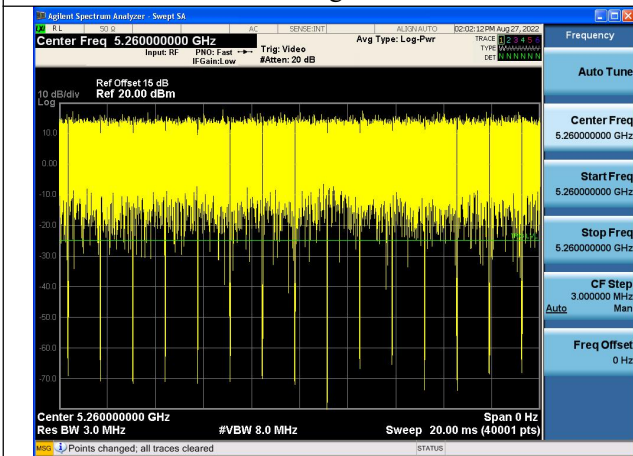 Agilent Spectrum Analyzer - Swept SA
RL 50 Ω AC SENSE:INT ALIGN AUTO 02:02:12 PM Aug 27, 2022
Center Freq 5.260000000 GHz Avg Type: Log-Pwr TRACE 1 2 3 4 5 6
Input: RF PNO: Fast Trig: Video TYPE
IFGain:Low #Atten: 20 dB DET N N N N N N
Ref Offset 15 dB
10 dB/div Ref 20.00 dBm
Log
10.0
0.00
-10.0
-20.0
-30.0
-40.0
-50.0
-60.0
-70.0
Center 5.260000000 GHz Span 0 Hz
Res BW 3.0 MHz #VBW 8.0 MHz Sweep 20.00 ms (40001 pts)
MSG Points changed; all traces cleared STATUS
Frequency
Auto Tune
Center Freq
5.260000000 GHz
Start Freq
5.260000000 GHz
Stop Freq
5.260000000 GHz
CF Step
3.000000 MHz
Auto Man
Freq Offset
0 Hz